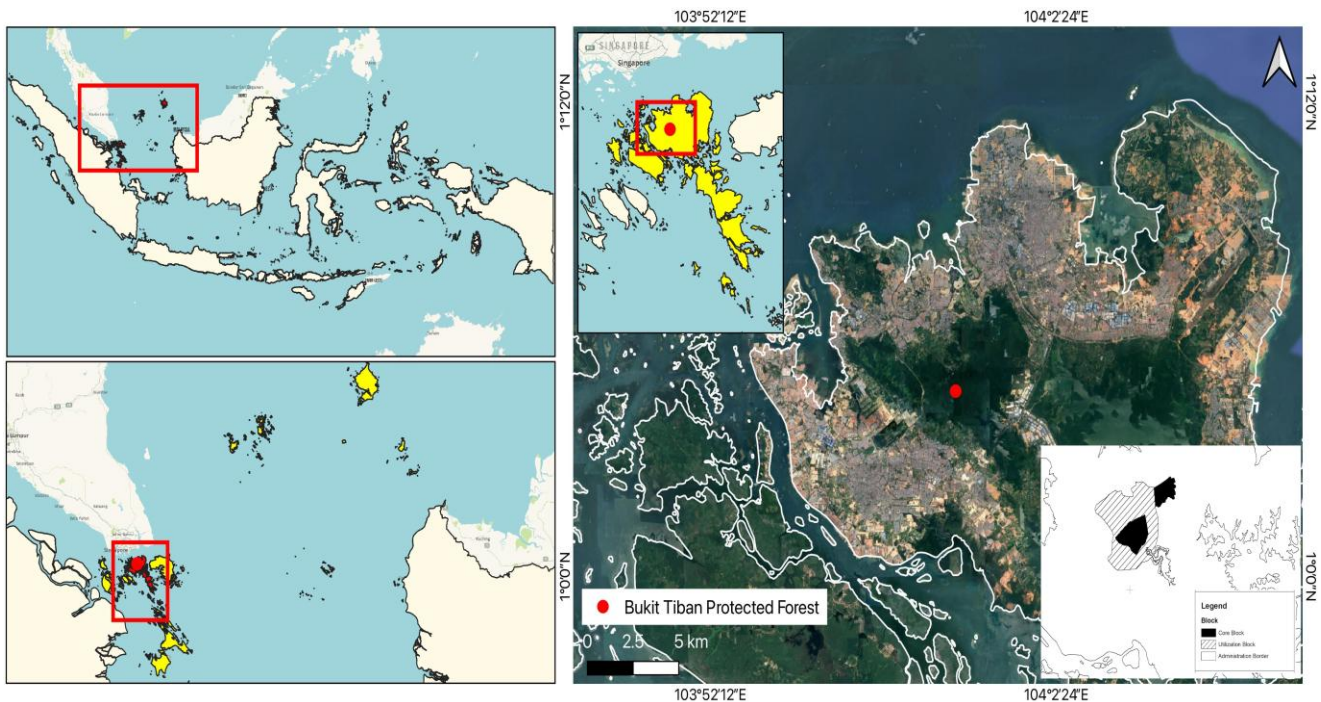 103°52'12"E
104°2'24"E
1°12'0"N
SINGAPORE
Singapore
1°12'0"N
Singapore
1°0'0"N
1°0'0"N
Bukit Tiban Protected Forest
0 2.5 5 km
Legend
Block
Core Block
Utilization Block
Administration Border
103°52'12"E
104°2'24"E